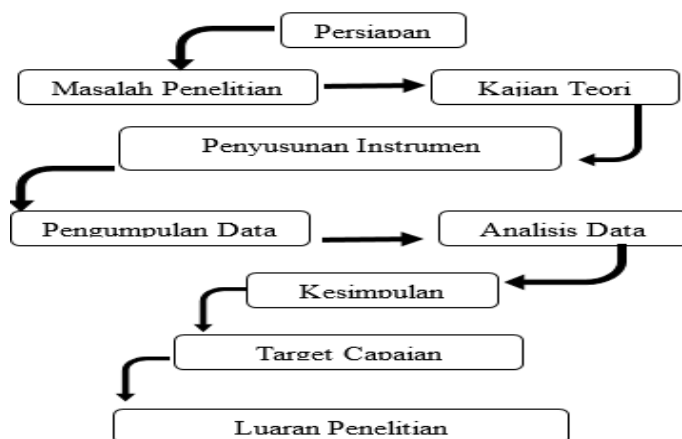 Persiapan
Masalah Penelitian
Kajian Teori
Penyusunan Instrumen
Pengumpulan Data
Analisis Data
Kesimpulan
Target Capaian
Luaran Penelitian